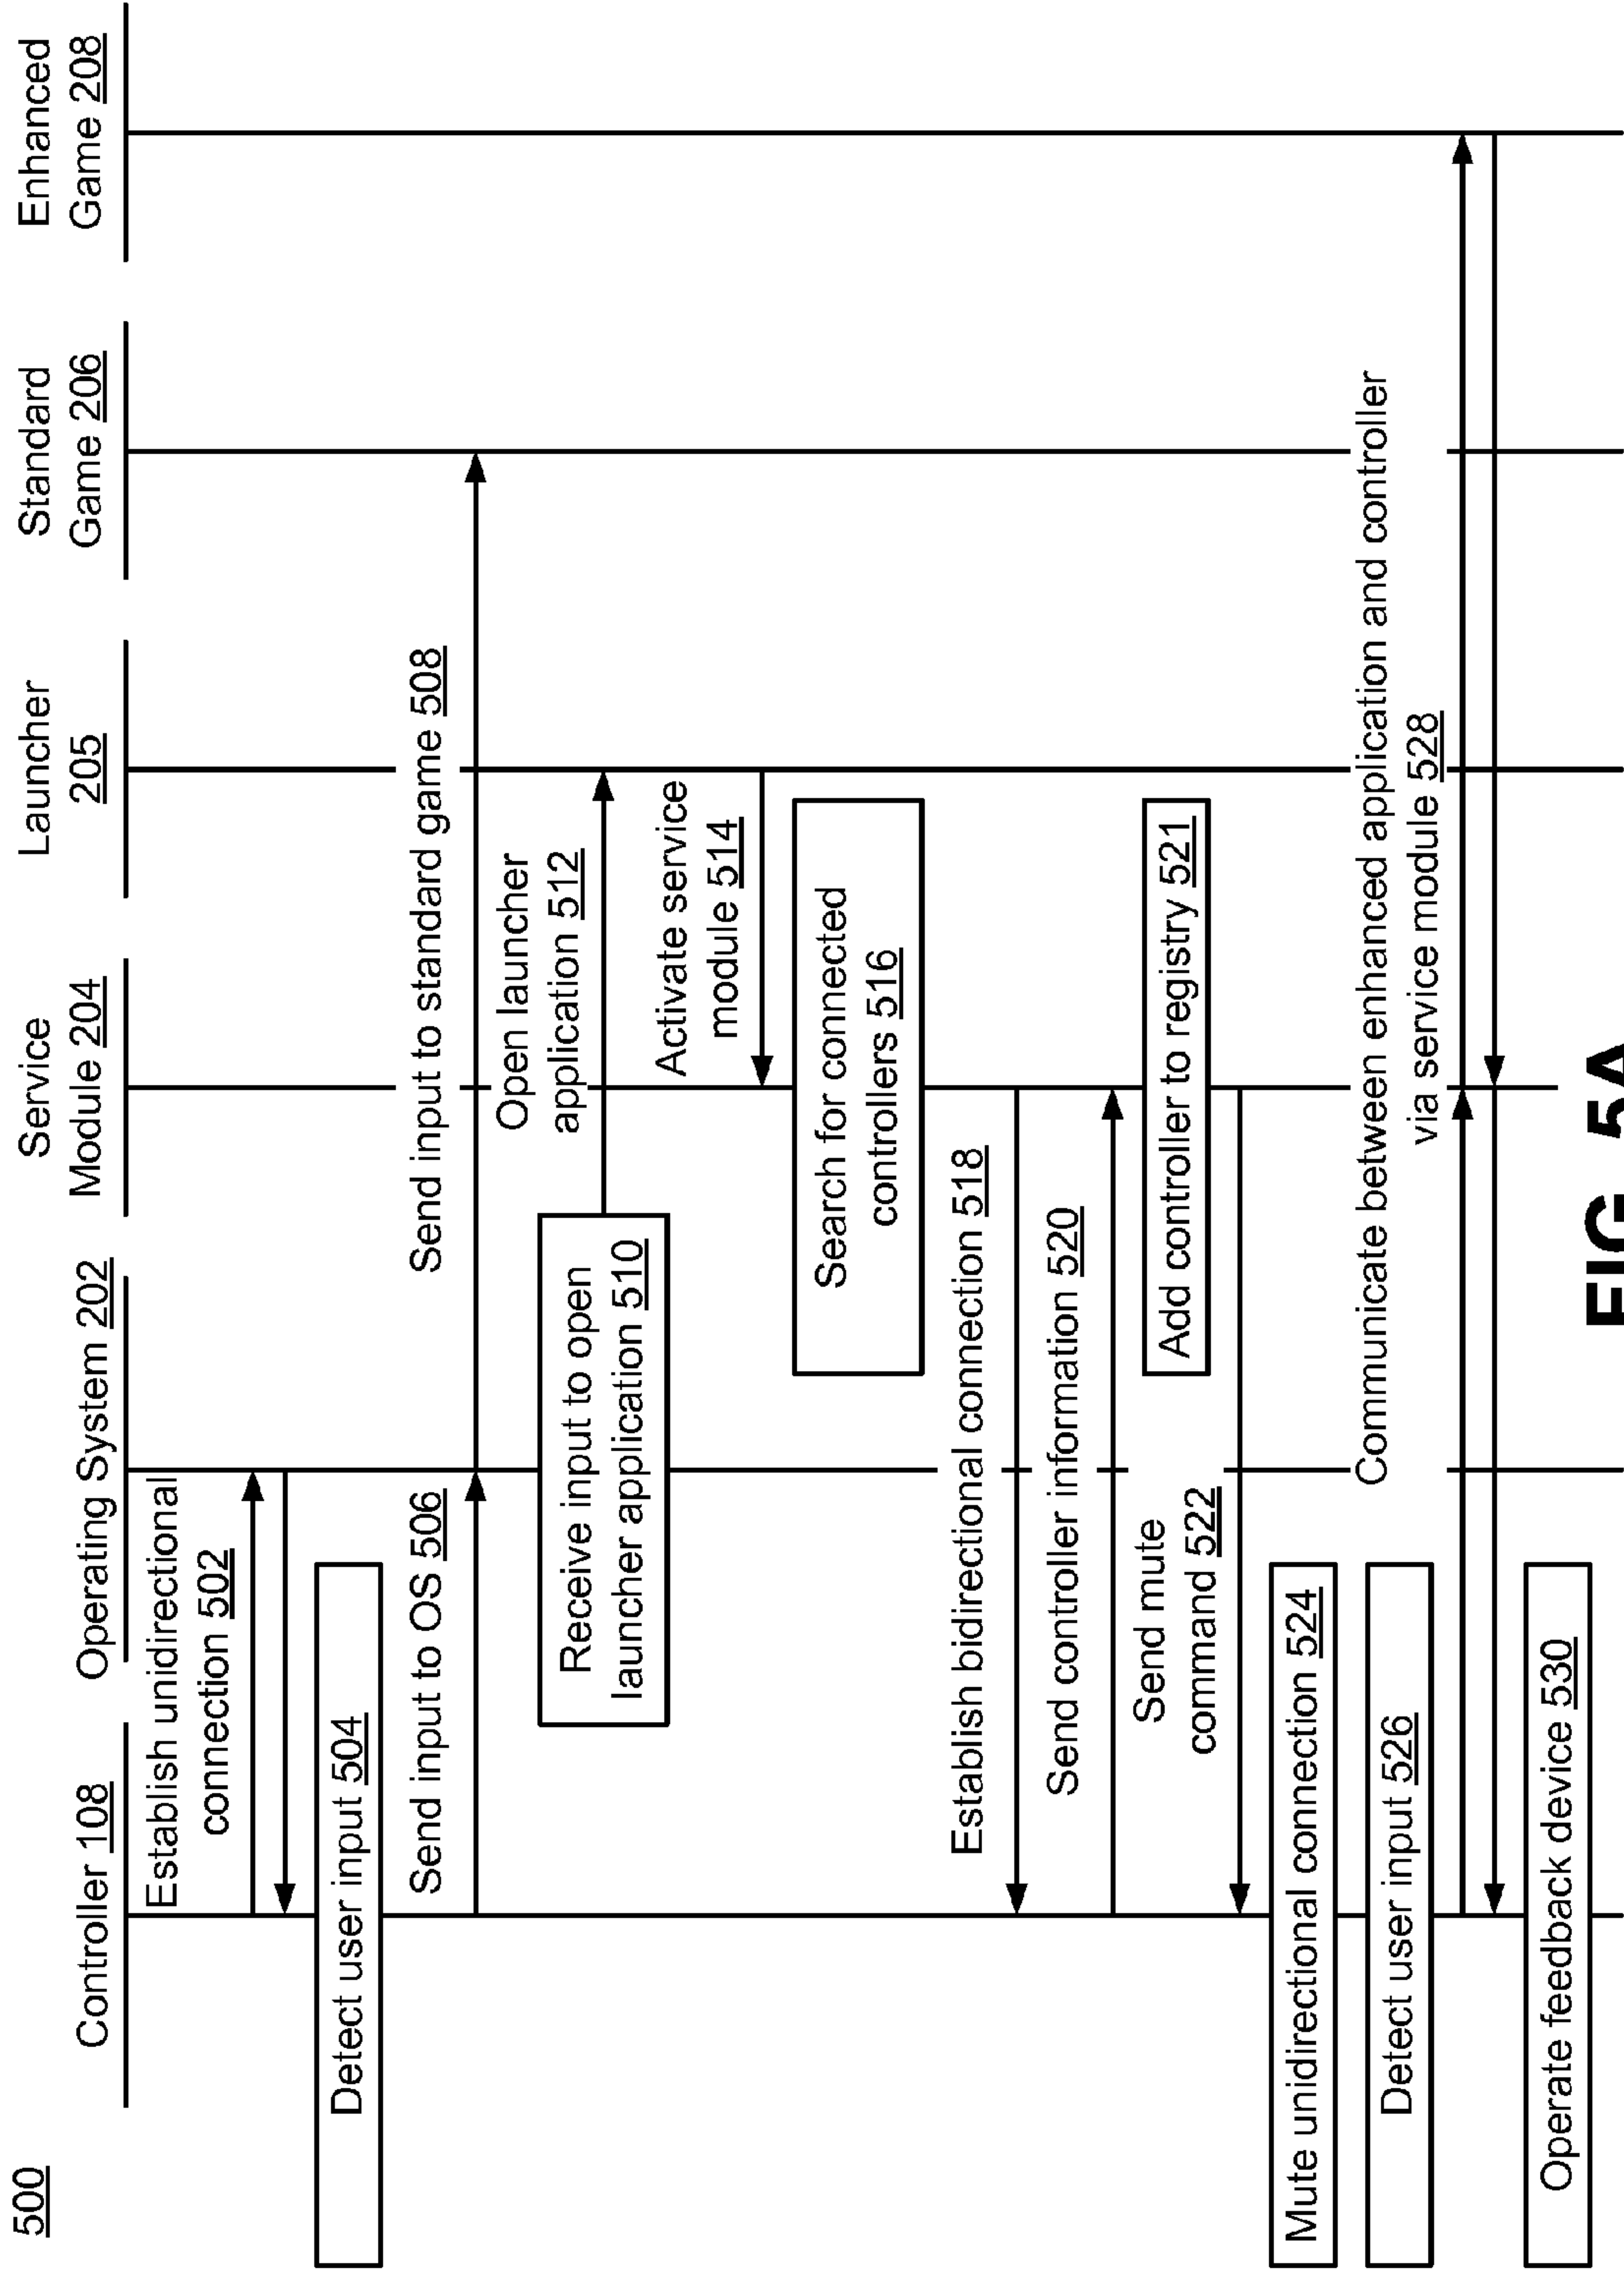 500
Controller 108
Operating System 202
Service
Module 204
Launcher
205
Standard
Game 206
Enhanced
Game 208
Establish unidirectional
connection 502
Detect user input 504
Send input to OS 506
Send input to standard game 508
Receive input to open
launcher application 510
Open launcher
application 512
Activate service
module 514
Search for connected
controllers 516
Establish bidirectional connection 518
Send controller information 520
Add controller to registry 521
Send mute
command 522
Mute unidirectional connection 524
Detect user input 526
Communicate between enhanced application and controller
via service module 528
Operate feedback device 530
FIG. 5A